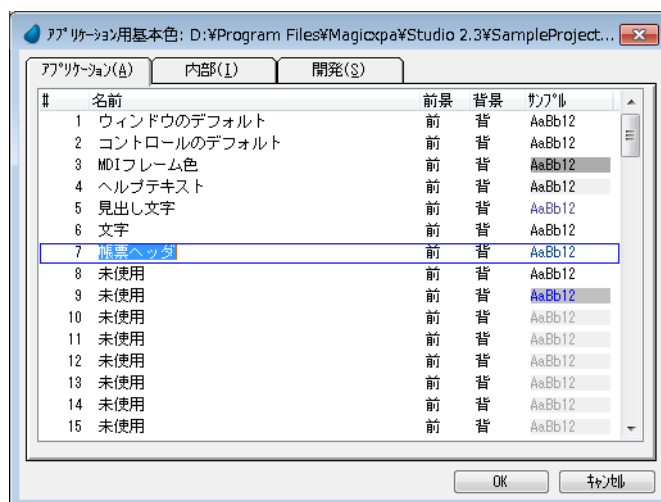 ｱﾌﾟﾘｹｰｼｮﾝ用基本色: D:¥Program Files¥Magicxpa¥Studio 2.3¥SampleProject...
ｱﾌﾟﾘｹｰｼｮﾝ(A) 内部(I) 開発(S)
# 名前 前景 背景 ｻﾝﾌﾟﾙ
1 ウィンドウのデフォルト 前 背 AaBb12
2 コントロールのデフォルト 前 背 AaBb12
3 MDIフレーム色 前 背 AaBb12
4 ヘルプテキスト 前 背 AaBb12
5 見出し文字 前 背 AaBb12
6 文字 前 背 AaBb12
7 帳票ヘッダ 前 背 AaBb12
8 未使用 前 背 AaBb12
9 未使用 前 背 AaBb12
10 未使用 前 背 AaBb12
11 未使用 前 背 AaBb12
12 未使用 前 背 AaBb12
13 未使用 前 背 AaBb12
14 未使用 前 背 AaBb12
15 未使用 前 背 AaBb12
OK ｷｬﾝｾﾙ